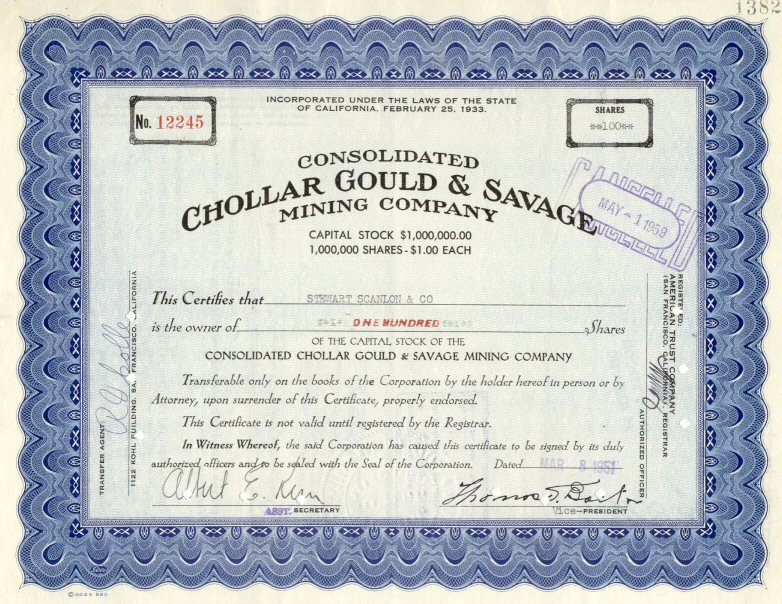 1382
INCORPORATED UNDER THE LAWS OF THE STATE
OF CALIFORNIA, FEBRUARY 25, 1933.
No. 12245
SHARES
**100**
CONSOLIDATED
CHOLLAR GOULD & SAVAGE
MINING COMPANY
CAPITAL STOCK $1,000,000.00
1,000,000 SHARES - $1.00 EACH
CANCELLED
MAY - 1 1959
CANCELLED
This Certifies that STEWART SCANLON & CO
is the owner of ONE HUNDRED Shares
OF THE CAPITAL STOCK OF THE
CONSOLIDATED CHOLLAR GOULD & SAVAGE MINING COMPANY
Transferable only on the books of the Corporation by the holder hereof in person or by
Attorney, upon surrender of this Certificate, properly endorsed.
This Certificate is not valid until registered by the Registrar.
In Witness Whereof, the said Corporation has caused this certificate to be signed by its duly
authorized officers and to be sealed with the Seal of the Corporation. Dated MAR 8 1951
Albert E.
Thomas
ASST. SECRETARY
Vice-PRESIDENT
TRANSFER AGENT
1122 KOHL BUILDING, SAN FRANCISCO, CALIFORNIA
REGISTERED:
AMERICAN TRUST COMPANY
(SAN FRANCISCO, CALIFORNIA), REGISTRAR
AUTHORIZED OFFICER